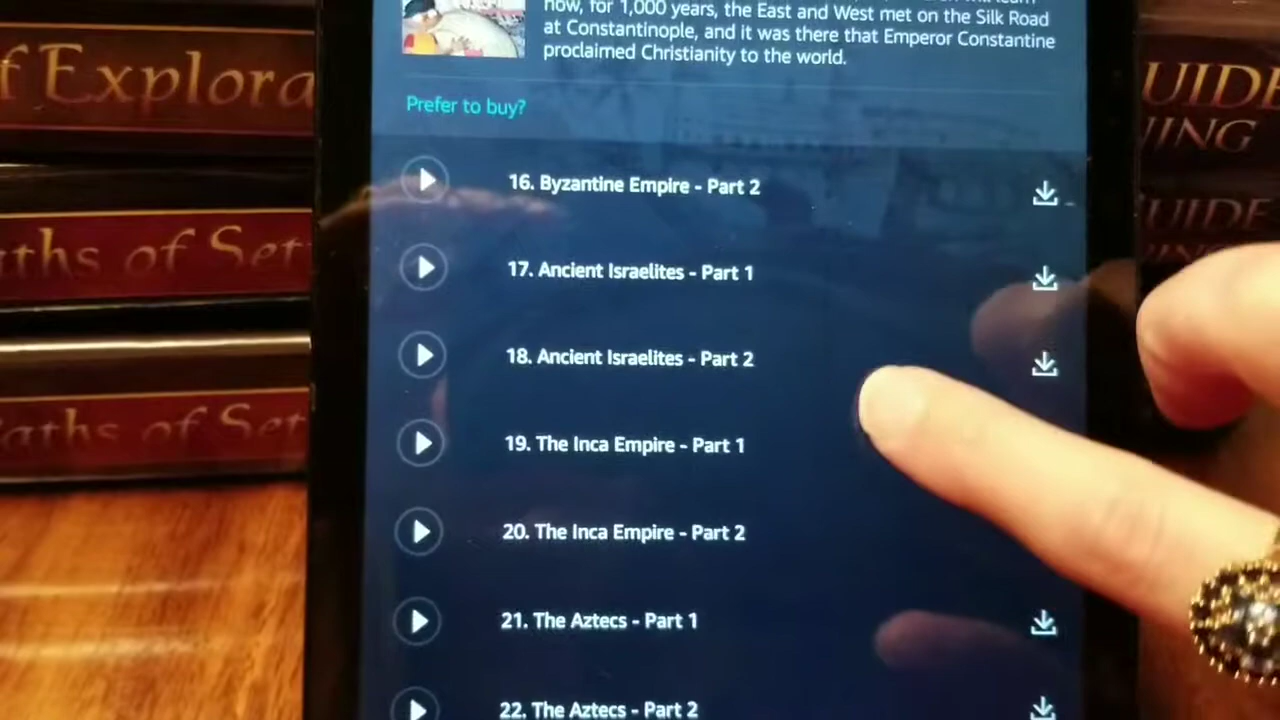 now, for 1,000 years, the East and West met on the Silk Road
at Constantinople, and it was there that Emperor Constantine
proclaimed Christianity to the world.
Prefer to buy?
16. Byzantine Empire - Part 2
17. Ancient Israelites - Part 1
18. Ancient Israelites - Part 2
19. The Inca Empire - Part 1
20. The Inca Empire - Part 2
21. The Aztecs - Part 1
22. The Aztecs - Part 2
f Explora
ths of Set
aths of Set
UIDE
NING
UIDE